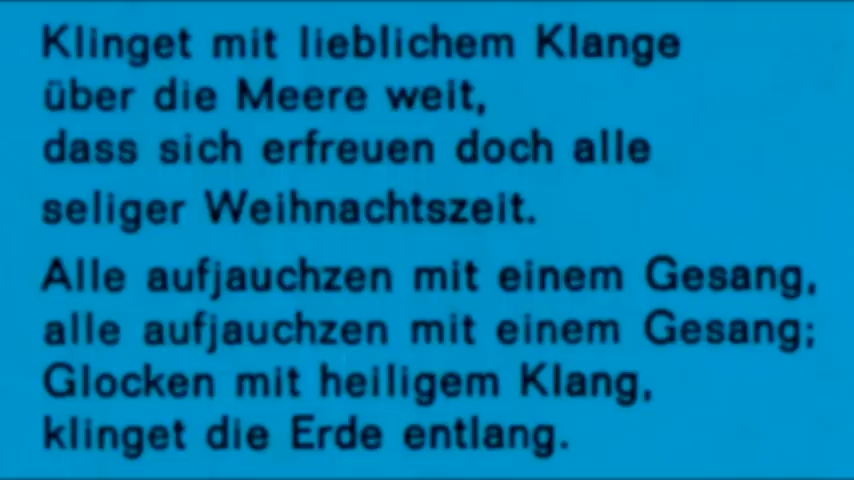 Klinget mit lieblichem Klange
über die Meere weit,
dass sich erfreuen doch alle
seliger Weihnachtszeit.
Alle aufjauchzen mit einem Gesang,
alle aufjauchzen mit einem Gesang;
Glocken mit heiligem Klang,
klinget die Erde entlang.